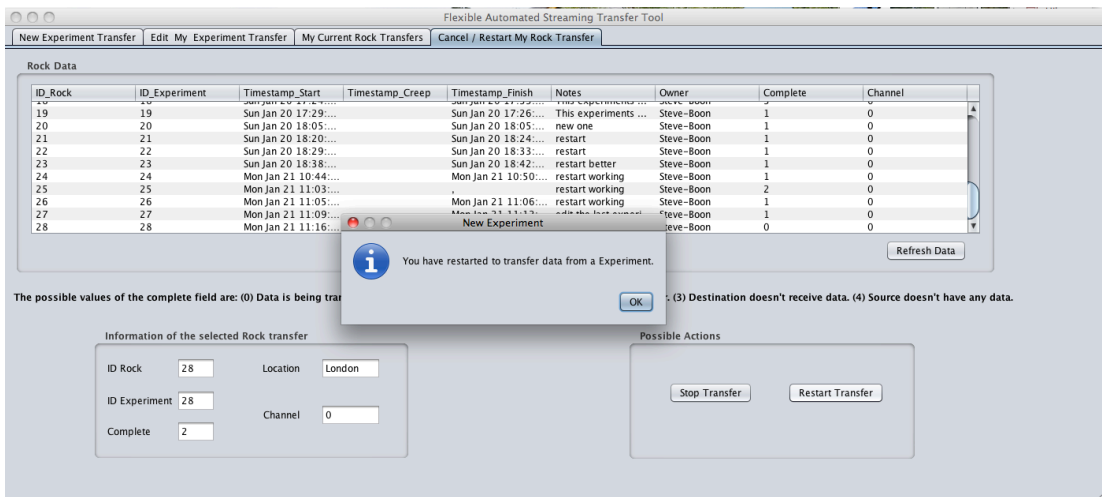 Flexible Automated Streaming Transfer Tool
New Experiment Transfer Edit My Experiment Transfer My Current Rock Transfers Cancel / Restart My Rock Transfer
Rock Data
ID_Rock ID_Experiment Timestamp_Start Timestamp_Creep Timestamp_Finish Notes Owner Complete Channel
19 19 Sun Jan 20 17:29:... Sun Jan 20 17:26:... This experiments ... Steve-Boon 1 0
20 20 Sun Jan 20 18:05:... Sun Jan 20 18:05:... new one Steve-Boon 1 0
21 21 Sun Jan 20 18:20:... Sun Jan 20 18:24:... restart Steve-Boon 1 0
22 22 Sun Jan 20 18:29:... Sun Jan 20 18:33:... restart Steve-Boon 1 0
23 23 Sun Jan 20 18:38:... Sun Jan 20 18:42:... restart better Steve-Boon 1 0
24 24 Mon Jan 21 10:44:... Mon Jan 21 10:50:... restart working Steve-Boon 1 0
25 25 Mon Jan 21 11:03:... , restart working Steve-Boon 2 0
26 26 Mon Jan 21 11:05:... Mon Jan 21 11:06:... restart working Steve-Boon 1 0
27 27 Mon Jan 21 11:09:... 1 0
28 28 Mon Jan 21 11:16:... teve-Boon 0 0
Refresh Data
New Experiment
You have restarted to transfer data from a Experiment.
OK
The possible values of the complete field are: (0) Data is being tra . (3) Destination doesn't receive data. (4) Source doesn't have any data.
Information of the selected Rock transfer
ID Rock 28 Location London
ID Experiment 28
Channel 0
Complete 2
Possible Actions
Stop Transfer Restart Transfer